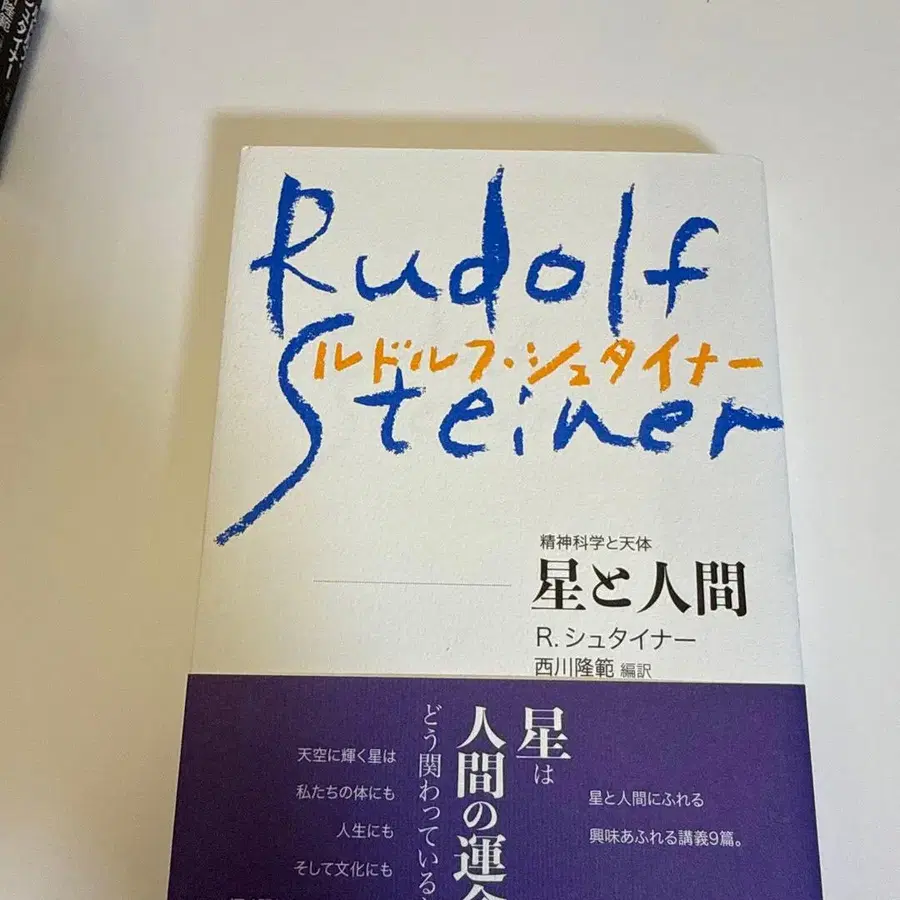 Rudolf
ルドルフ・シュタイナー
Steiner
精神科学と天体
星と人間
R.シュタイナー
西川隆範 編訳
星は
人間の運命
どう関わっている
星と人間にふれる
興味あふれる講義9篇。
天空に輝く星は
私たちの体にも
人生にも
そして文化にも